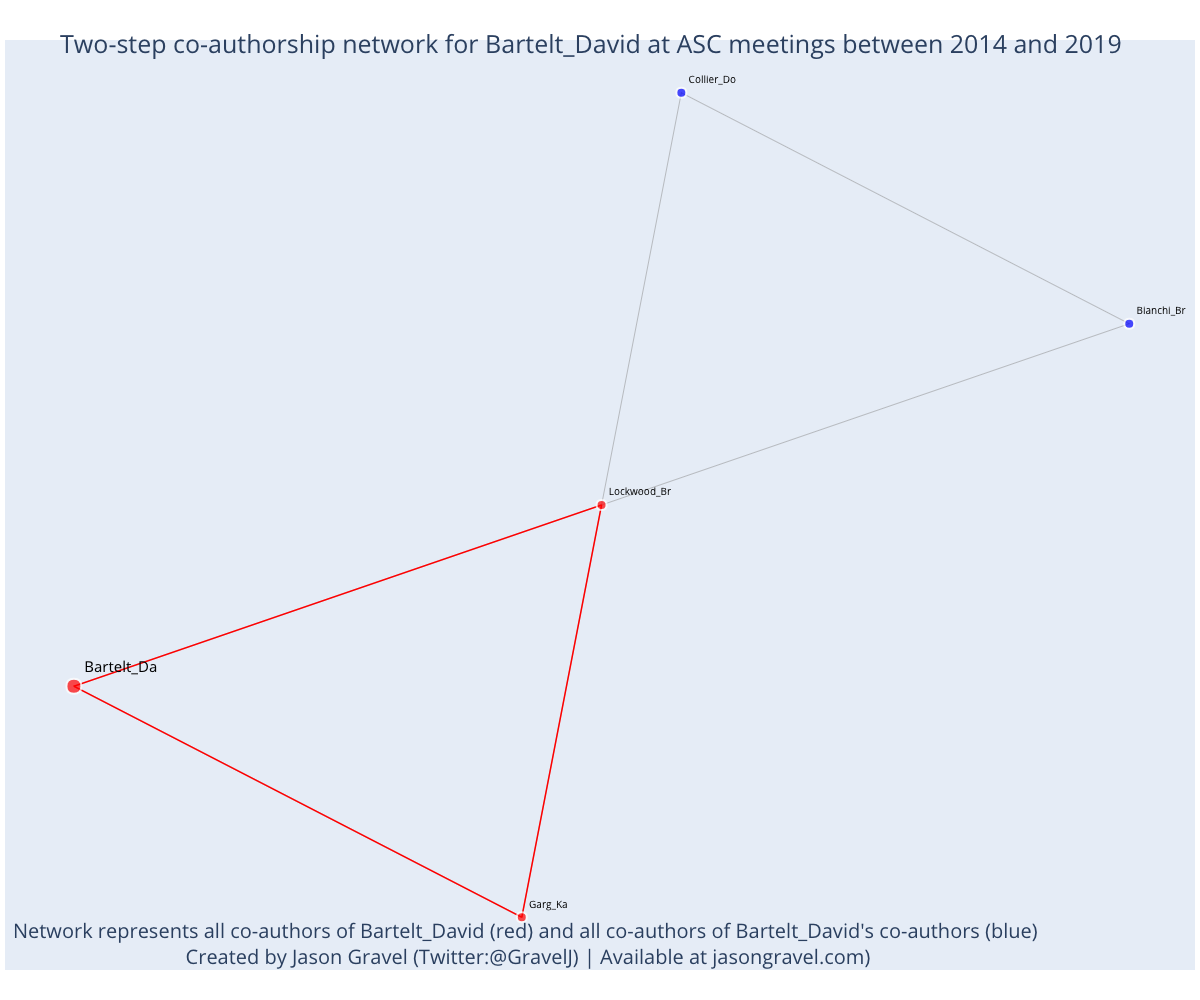 Two-step co-authorship network for Bartelt_David at ASC meetings between 2014 and 2019
Collier_Do
Bianchi_Br
Lockwood_Br
Bartelt_Da
Garg_Ka
Network represents all co-authors of Bartelt_David (red) and all co-authors of Bartelt_David's co-authors (blue)
Created by Jason Gravel (Twitter:@GravelJ) | Available at jasongravel.com)